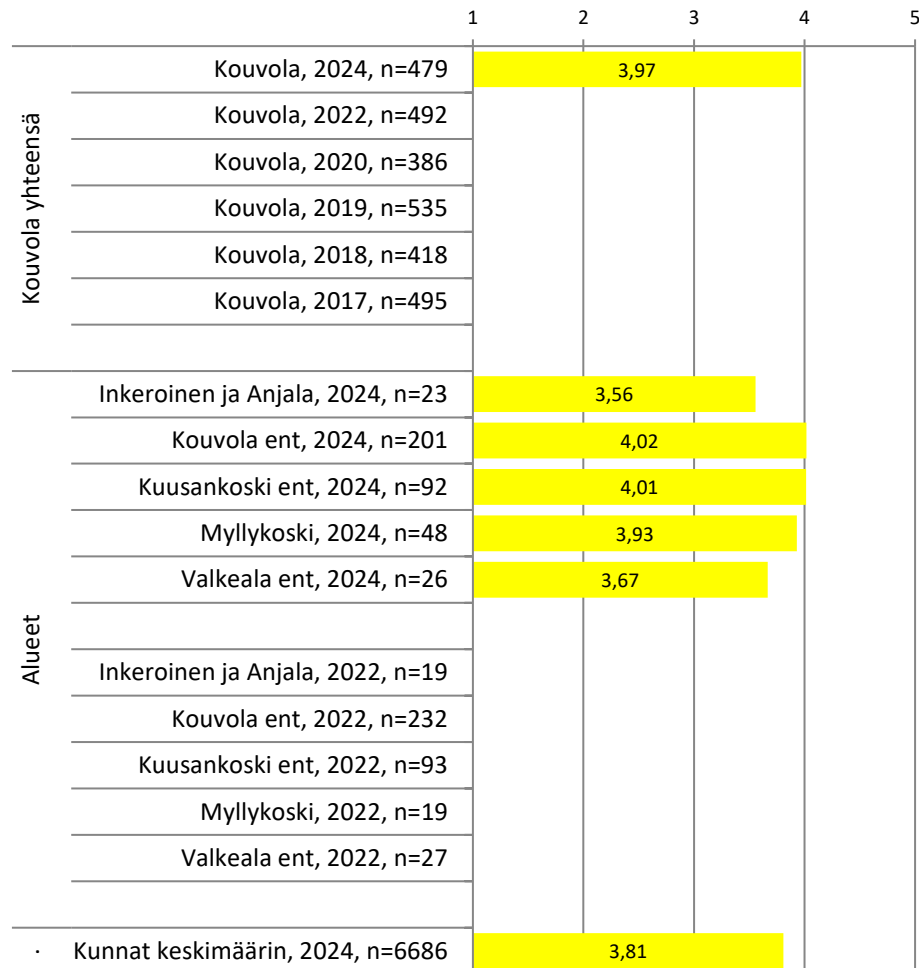 1 2 3 4 5
Kouvola yhteensä
Kouvola, 2024, n=479 3,97
Kouvola, 2022, n=492
Kouvola, 2020, n=386
Kouvola, 2019, n=535
Kouvola, 2018, n=418
Kouvola, 2017, n=495
Alueet
Inkeroinen ja Anjala, 2024, n=23 3,56
Kouvola ent, 2024, n=201 4,02
Kuusankoski ent, 2024, n=92 4,01
Myllykoski, 2024, n=48 3,93
Valkeala ent, 2024, n=26 3,67
Inkeroinen ja Anjala, 2022, n=19
Kouvola ent, 2022, n=232
Kuusankoski ent, 2022, n=93
Myllykoski, 2022, n=19
Valkeala ent, 2022, n=27
. Kunnat keskimäärin, 2024, n=6686 3,81